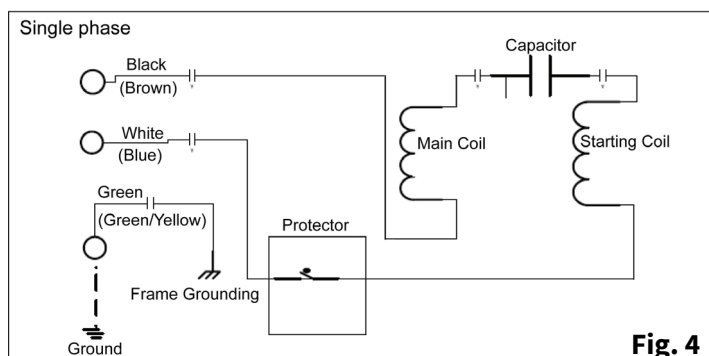 Single phase
Black
(Brown)
White
(Blue)
Green
(Green/Yellow)
Frame Grounding
Ground
Protector
Main Coil
Capacitor
Starting Coil
Fig. 4